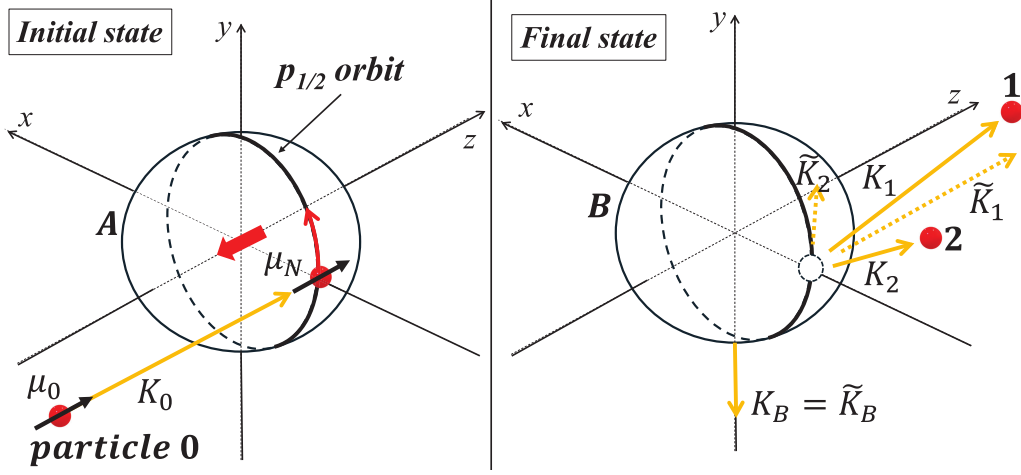 Initial state
y
p1/2 orbit
x
z
A
μN
μ0
K0
particle 0
Final state
y
1
x
z
K̃2
K1
K̃1
B
2
K2
KB = K̃B